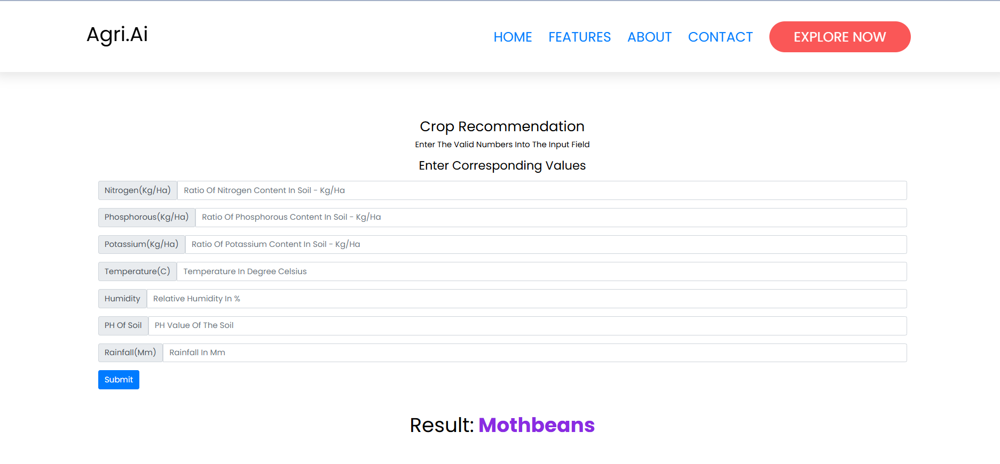 Agri.Ai
HOME FEATURES ABOUT CONTACT EXPLORE NOW
Crop Recommendation
Enter The Valid Numbers Into The Input Field
Enter Corresponding Values
Nitrogen(Kg/Ha) Ratio Of Nitrogen Content In Soil - Kg/Ha
Phosphorous(Kg/Ha) Ratio Of Phosphorous Content In Soil - Kg/Ha
Potassium(Kg/Ha) Ratio Of Potassium Content In Soil - Kg/Ha
Temperature(C) Temperature In Degree Celsius
Humidity Relative Humidity In %
PH Of Soil PH Value Of The Soil
Rainfall(Mm) Rainfall In Mm
Submit
Result: Mothbeans